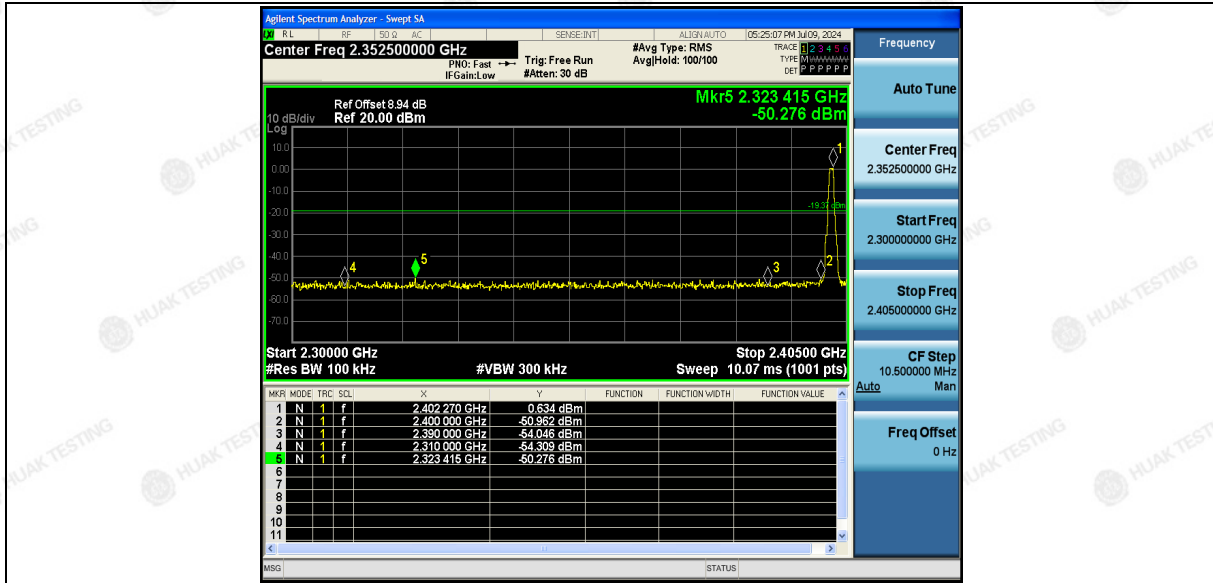 Agilent Spectrum Analyzer - Swept SA
LXI RL RF 50 Ω AC SENSE:INT ALIGN AUTO 05:25:07 PM Jul 09, 2024
Center Freq 2.352500000 GHz
PNO: Fast
IFGain:Low
Trig: Free Run
#Atten: 30 dB
#Avg Type: RMS
Avg|Hold: 100/100
TRACE 1 2 3 4 5 6
TYPE M
DET P P P P P P
Ref Offset 8.94 dB
10 dB/div Ref 20.00 dBm
Log
Mkr5 2.323 415 GHz
-50.276 dBm
10.0
0.00
-10.0
-20.0
-30.0
-40.0
-50.0
-60.0
-70.0
-19.37 dBm
1
2
3
4
5
Start 2.30000 GHz Stop 2.40500 GHz
#Res BW 100 kHz #VBW 300 kHz Sweep 10.07 ms (1001 pts)
MKR MODE TRC SCL X Y FUNCTION FUNCTION WIDTH FUNCTION VALUE
1 N 1 f 2.402 270 GHz 0.634 dBm
2 N 1 f 2.400 000 GHz -50.962 dBm
3 N 1 f 2.390 000 GHz -54.046 dBm
4 N 1 f 2.310 000 GHz -54.309 dBm
5 N 1 f 2.323 415 GHz -50.276 dBm
6
7
8
9
10
11
MSG STATUS
Frequency
Auto Tune
Center Freq
2.352500000 GHz
Start Freq
2.300000000 GHz
Stop Freq
2.405000000 GHz
CF Step
10.500000 MHz
Auto Man
Freq Offset
0 Hz
HUAK TESTING
HUAK TESTING
HUAK TESTING
HUAK TESTING